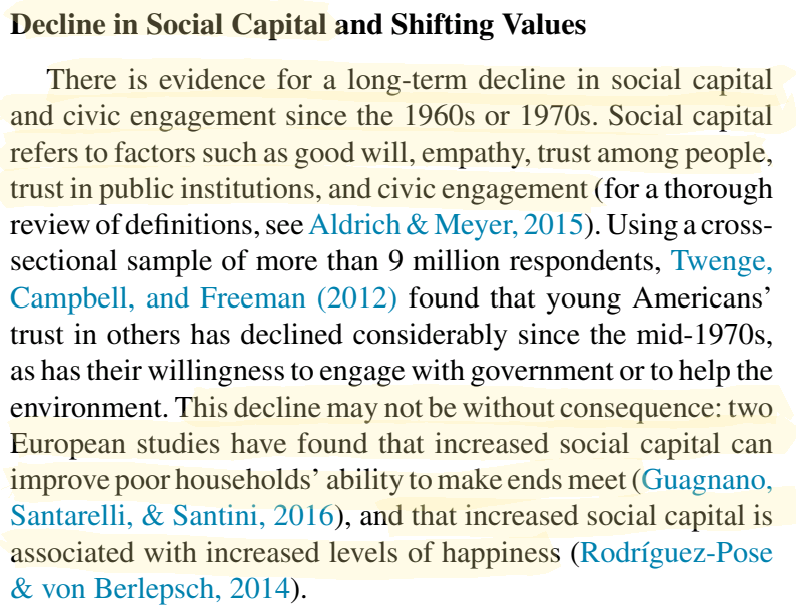 Decline in Social Capital and Shifting Values
There is evidence for a long-term decline in social capital
and civic engagement since the 1960s or 1970s. Social capital
refers to factors such as good will, empathy, trust among people,
trust in public institutions, and civic engagement (for a thorough
review of definitions, see Aldrich & Meyer, 2015). Using a cross-
sectional sample of more than 9 million respondents, Twenge,
Campbell, and Freeman (2012) found that young Americans’
trust in others has declined considerably since the mid-1970s,
as has their willingness to engage with government or to help the
environment. This decline may not be without consequence: two
European studies have found that increased social capital can
improve poor households’ ability to make ends meet (Guagnano,
Santarelli, & Santini, 2016), and that increased social capital is
associated with increased levels of happiness (Rodríguez-Pose
& von Berlepsch, 2014).